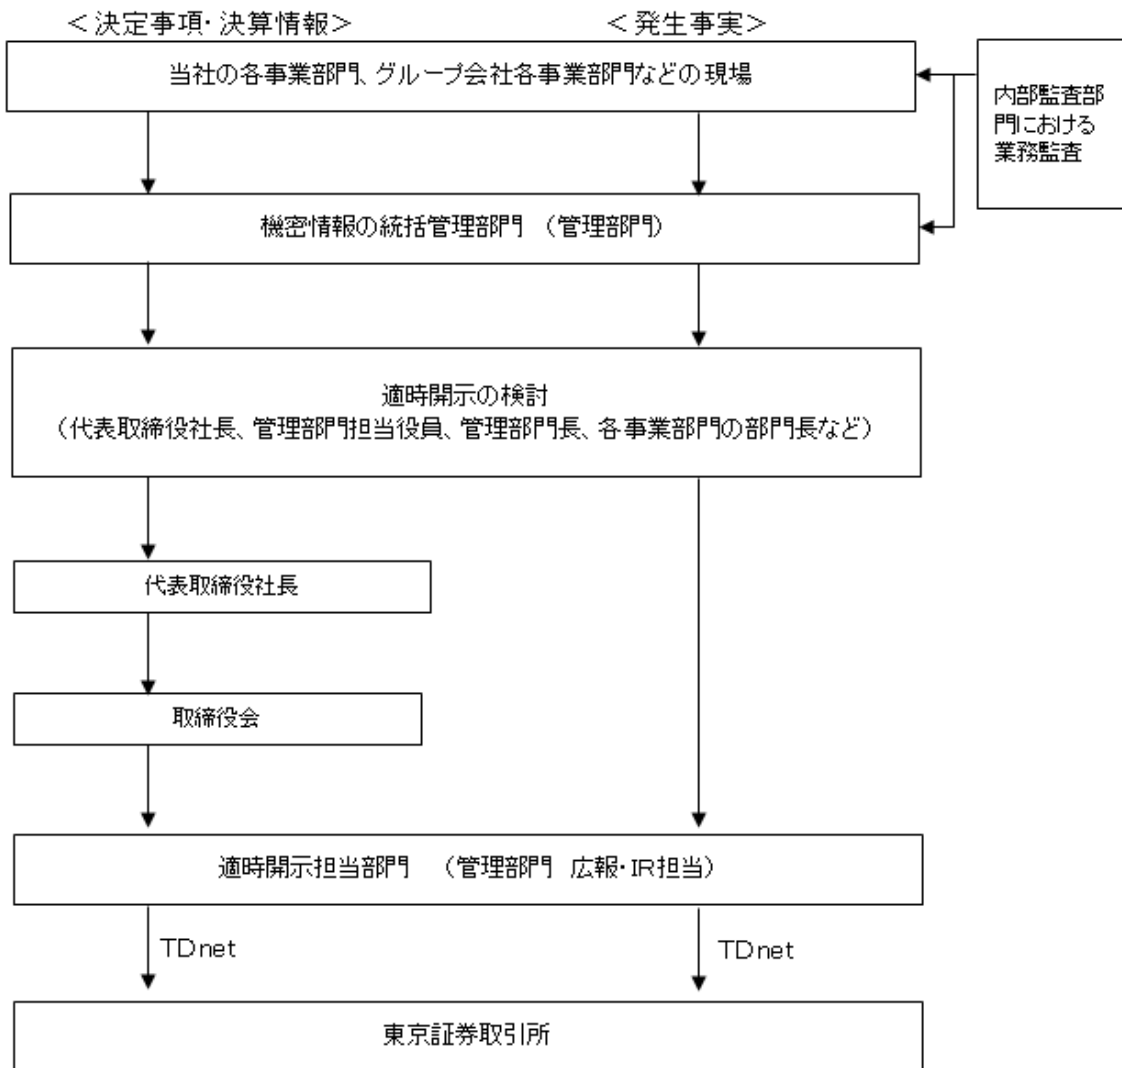 ＜決定事項・決算情報＞
＜発生事実＞
当社の各事業部門、グループ会社各事業部門などの現場
内部監査部
門における
業務監査
機密情報の統括管理部門　（管理部門）
適時開示の検討
（代表取締役社長、管理部門担当役員、管理部門長、各事業部門の部門長など）
代表取締役社長
取締役会
適時開示担当部門　（管理部門　広報・IR担当）
TDnet
TDnet
東京証券取引所